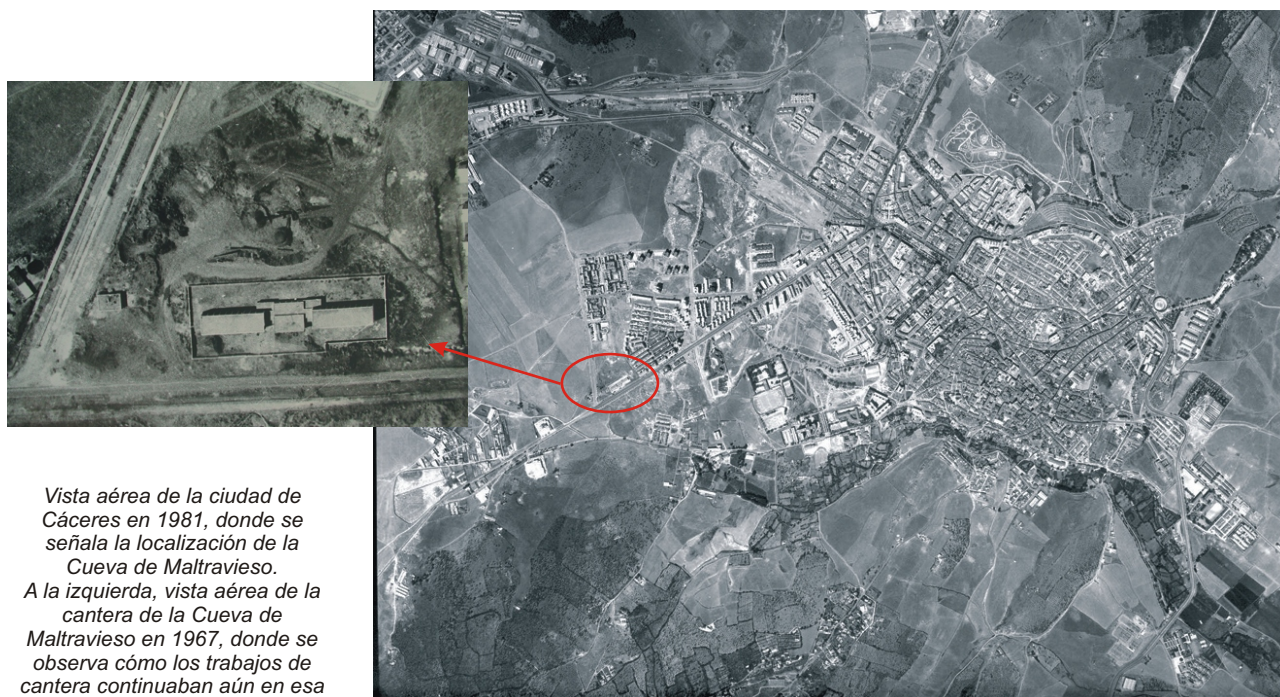 Vista aérea de la ciudad de
Cáceres en 1981, donde se
señala la localización de la
Cueva de Maltravieso.
A la izquierda, vista aérea de la
cantera de la Cueva de
Maltravieso en 1967, donde se
observa cómo los trabajos de
cantera continuaban aún en esa